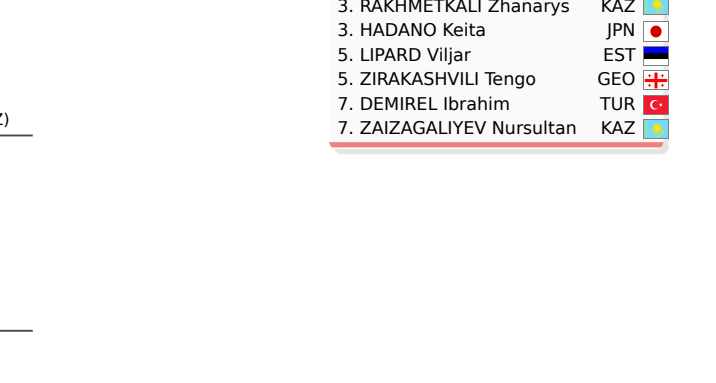 3. RAKHMETKALI Zhanarys KAZ
3. HADANO Keita JPN
5. LIPARD Viljar EST
5. ZIRAKASHVILI Tengo GEO
7. DEMIREL Ibrahim TUR
Z)
7. ZAIZAGALIYEV Nursultan KAZ